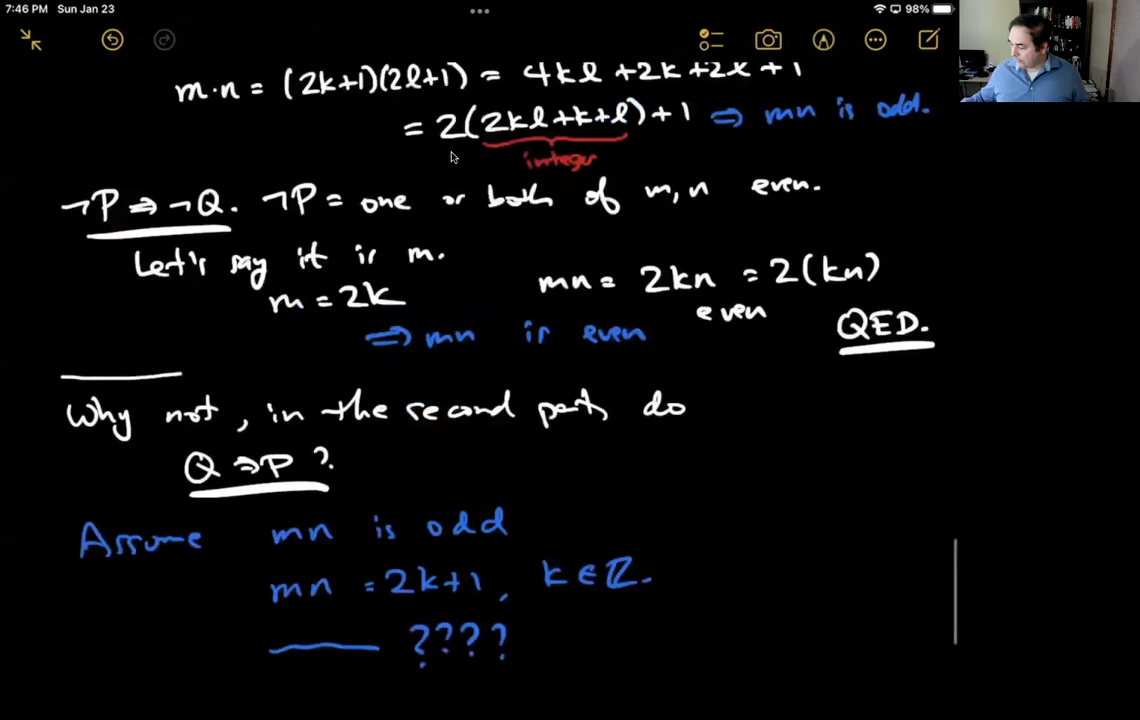 7:46 PM Sun Jan 23
98%
m·n = (2k+1)(2l+1) = 4kl +2k+2l+1
= 2(2kl+k+l)+1 ⇒ mn is odd.
integer
¬P ⇒ ¬Q. ¬P = one or both of m, n even.
Let's say it is m.
m = 2k
mn = 2kn = 2(kn)
even
⇒ mn is even
QED.
Why not, in the second part, do
Q ⇒ P ?
Assume mn is odd
mn = 2k+1, k ∈ ℤ.
????